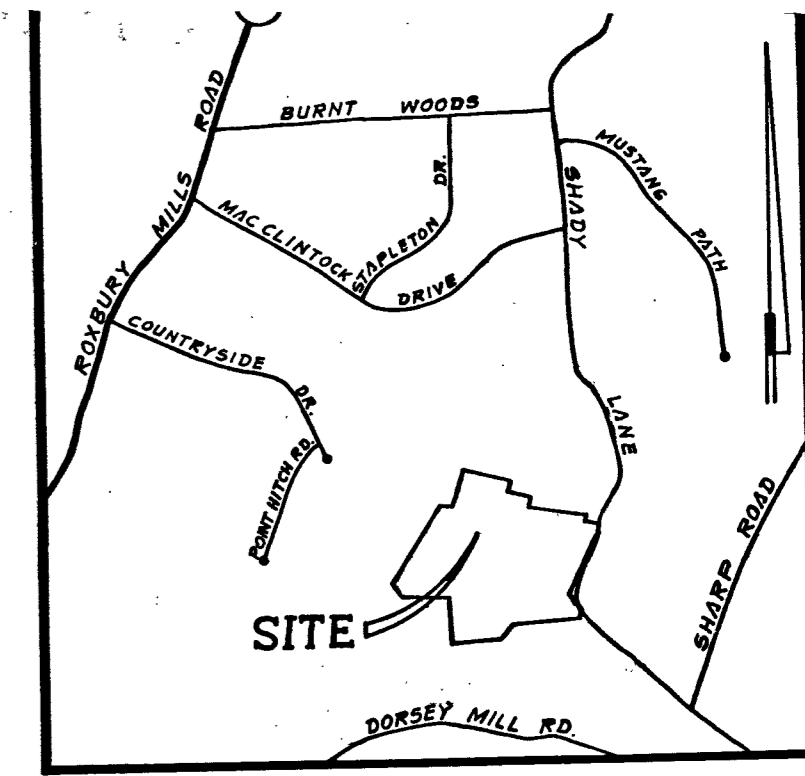 BURNT WOODS
ROXBURY MILLS ROAD
MAC CLINTOCK DRIVE
STAPLETON DR.
SHADY LANE
MUSTANG PATH
COUNTRYSIDE DR.
POINT HITCH RD.
SHARP ROAD
SITE
DORSEY MILL RD.